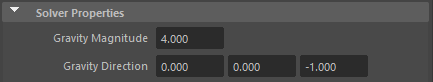 Solver Properties
Gravity Magnitude 4.000
Gravity Direction 0.000 0.000 -1.000